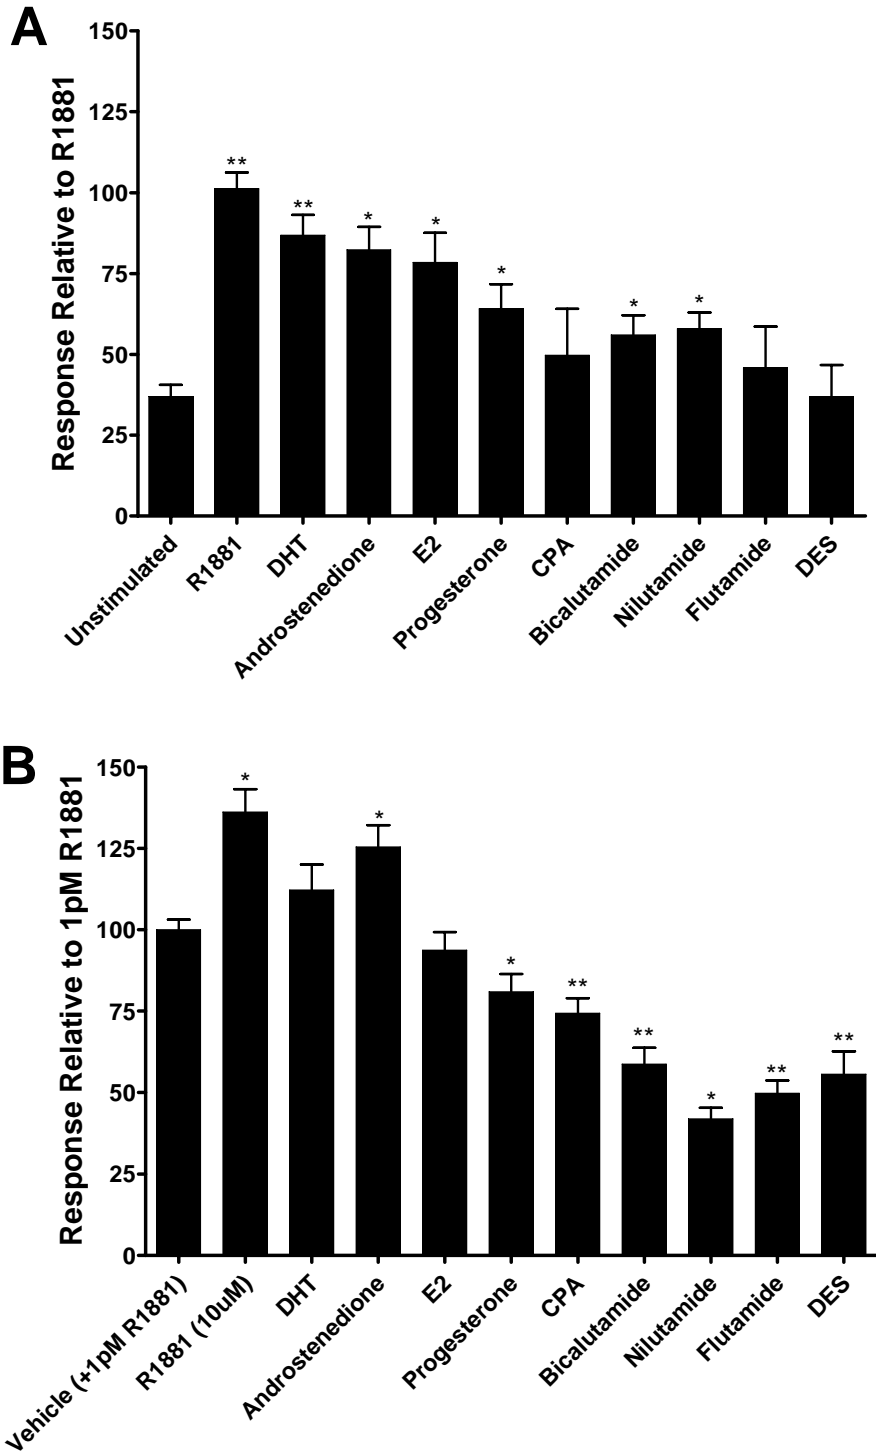 A
Response Relative to R1881
150
125
100
75
50
25
0
**
**
*
*
*
*
*
Unstimulated
R1881
DHT
Androstenedione
E2
Progesterone
CPA
Bicalutamide
Nilutamide
Flutamide
DES
B
Response Relative to 1pM R1881
150
125
100
75
50
25
0
*
*
*
**
**
*
**
**
Vehicle (+1pM R1881)
R1881 (10uM)
DHT
Androstenedione
E2
Progesterone
CPA
Bicalutamide
Nilutamide
Flutamide
DES